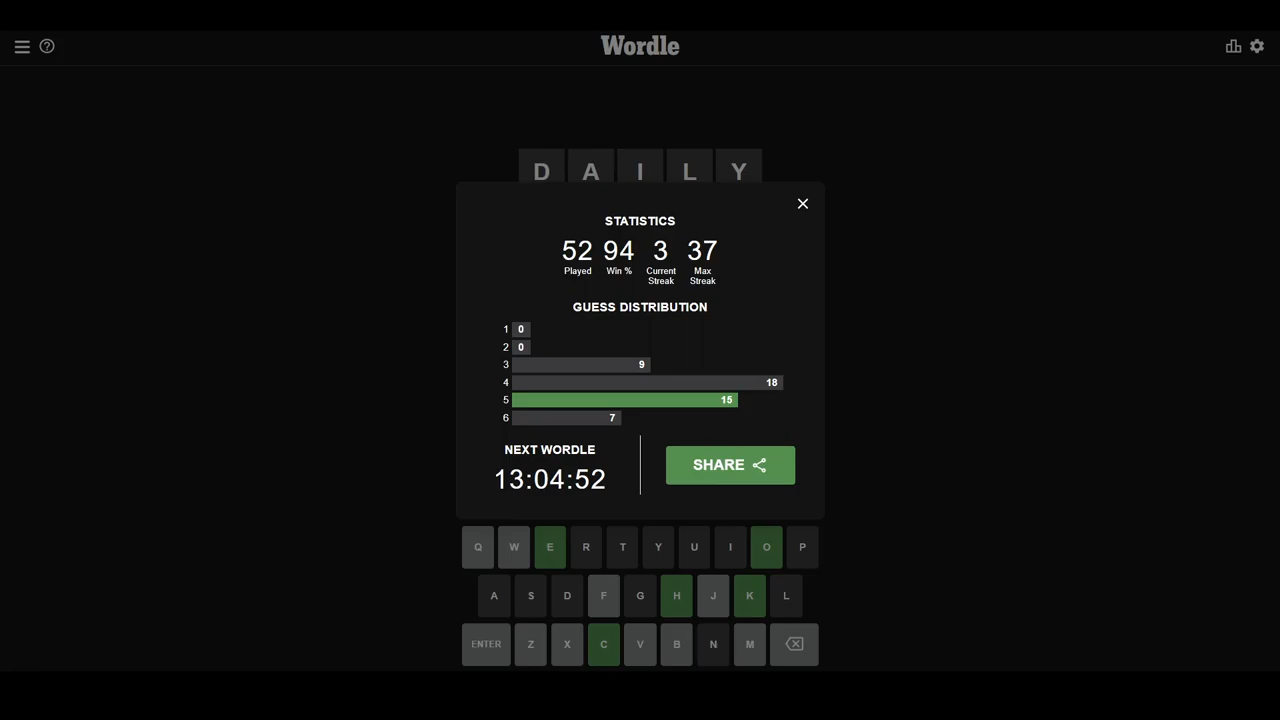 Wordle
D A I L Y
STATISTICS
52 94 3 37
Played Win % Current Streak Max Streak
GUESS DISTRIBUTION
1 0
2 0
3 9
4 18
5 15
6 7
NEXT WORDLE
13:04:52
SHARE
Q W E R T Y U I O P
A S D F G H J K L
ENTER Z X C V B N M